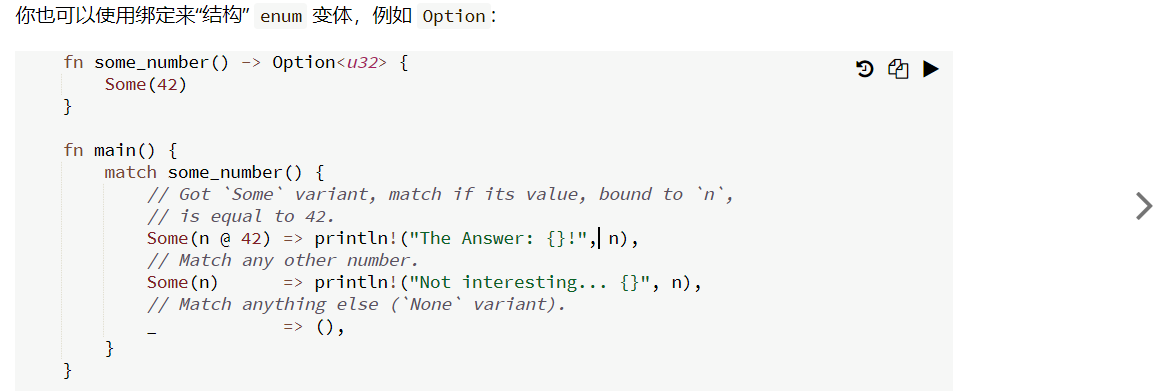 你也可以使用绑定来“结构” enum 变体，例如 Option：
fn some_number() -> Option<u32> {
    Some(42)
}
fn main() {
    match some_number() {
        // Got `Some` variant, match if its value, bound to `n`,
        // is equal to 42.
        Some(n @ 42) => println!("The Answer: {}!", n),
        // Match any other number.
        Some(n)      => println!("Not interesting... {}", n),
        // Match anything else (`None` variant).
        _            => (),
    }
}